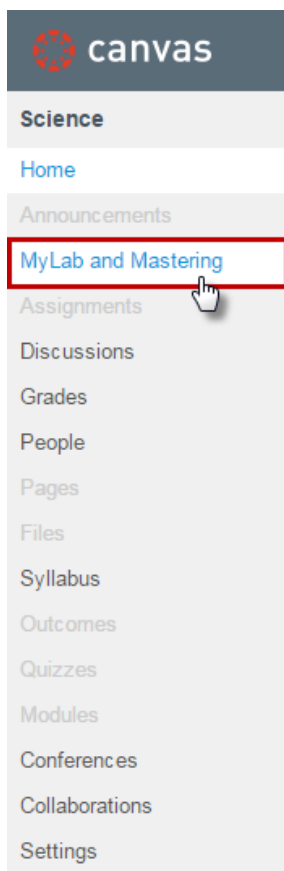 canvas
Science
Home
Announcements
MyLab and Mastering
Assignments
Discussions
Grades
People
Pages
Files
Syllabus
Outcomes
Quizzes
Modules
Conferences
Collaborations
Settings